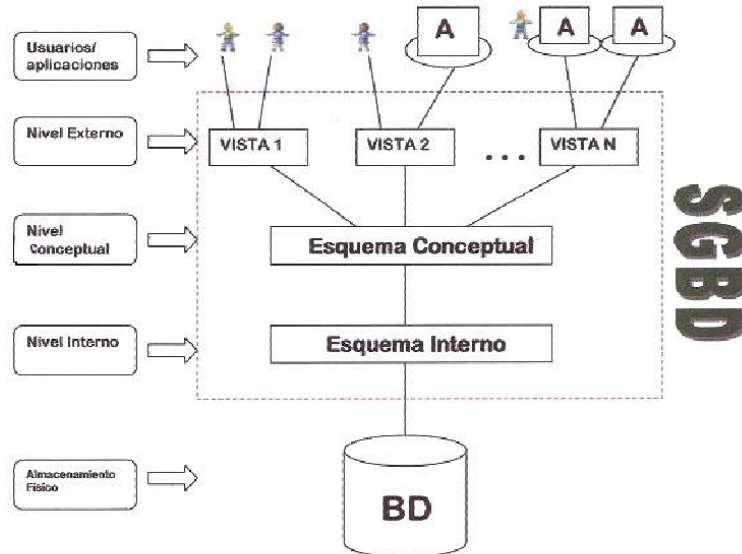 Usuarios/
aplicaciones
A
A
A
Nivel Externo
VISTA 1
VISTA 2
...
VISTA N
Nivel
Conceptual
Esquema Conceptual
SGBD
Nivel Interno
Esquema Interno
Almacenamiento
Físico
BD